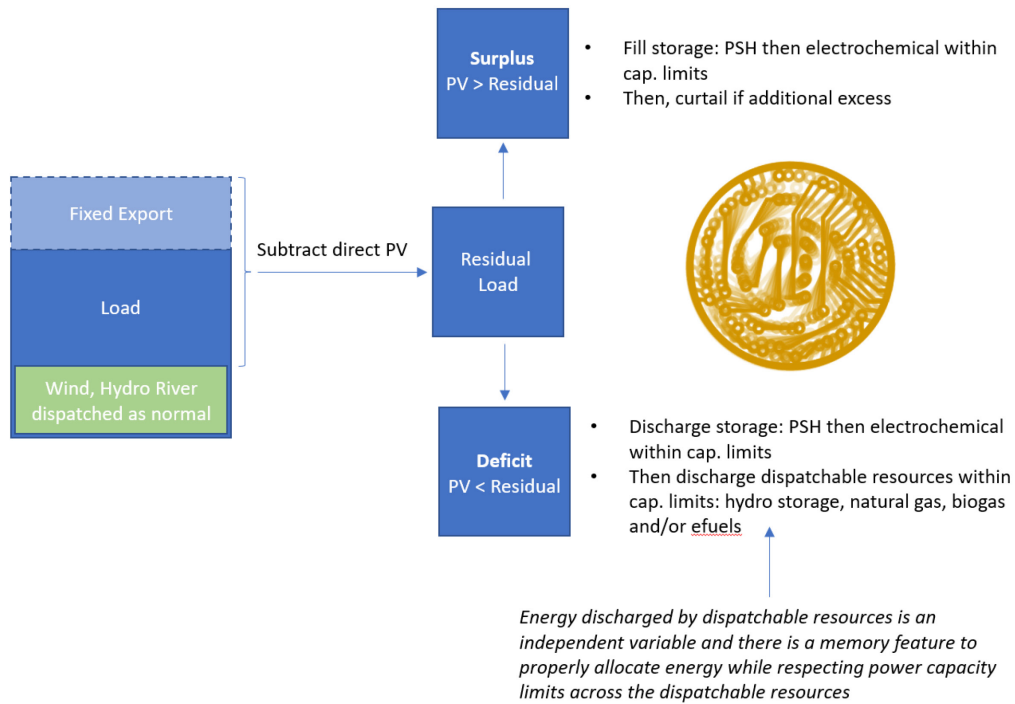 Surplus
PV > Residual
• Fill storage: PSH then electrochemical within
cap. limits
• Then, curtail if additional excess
Fixed Export
Load
Wind, Hydro River
dispatched as normal
Subtract direct PV
Residual
Load
Deficit
PV < Residual
• Discharge storage: PSH then electrochemical
within cap. limits
• Then discharge dispatchable resources within
cap. limits: hydro storage, natural gas, biogas
and/or efuels
Energy discharged by dispatchable resources is an
independent variable and there is a memory feature to
properly allocate energy while respecting power capacity
limits across the dispatchable resources